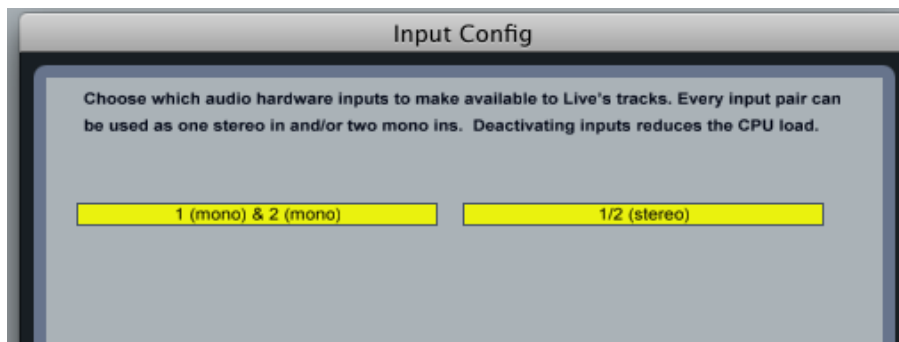 Input Config
Choose which audio hardware inputs to make available to Live's tracks. Every input pair can
be used as one stereo in and/or two mono ins.  Deactivating inputs reduces the CPU load.
1 (mono) & 2 (mono)
1/2 (stereo)